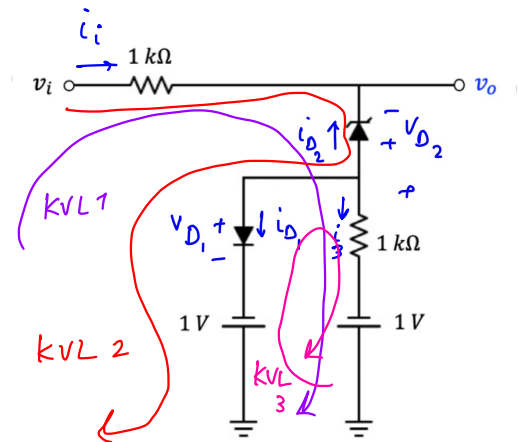 i_i
1 kΩ
v_i
v_o
i_D2
- v_D2
+
KVL 1
+
v_D1
+
-
i_D1
i_3
1 kΩ
KVL 2
1 V
1 V
KVL
3